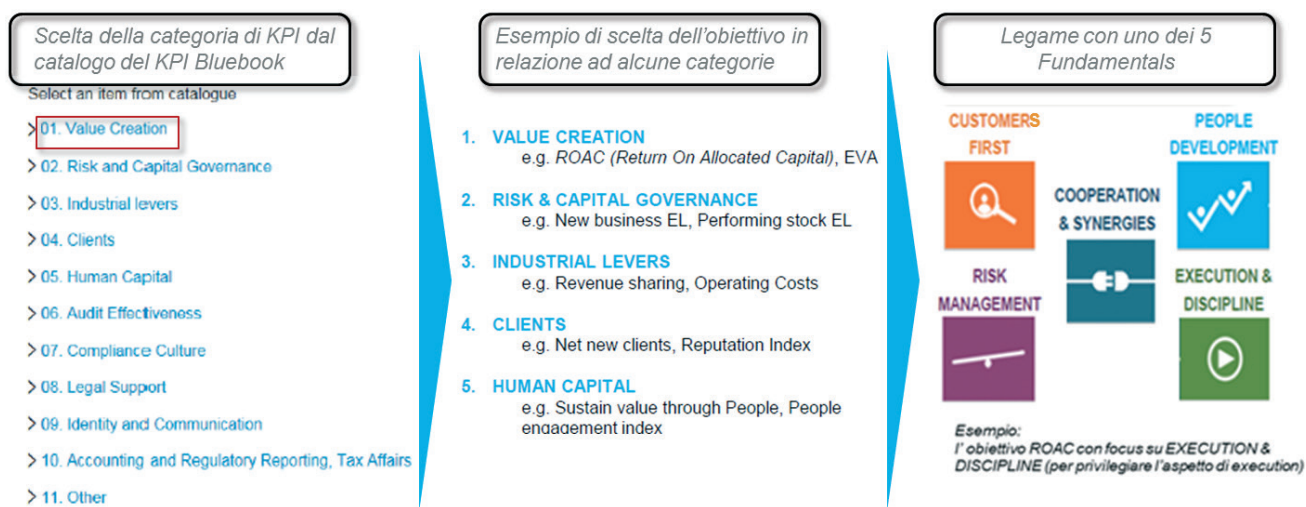 Scelta della categoria di KPI dal
catalogo del KPI Bluebook
Select an item from catalogue
01. Value Creation
02. Risk and Capital Governance
03. Industrial levers
04. Clients
05. Human Capital
06. Audit Effectiveness
07. Compliance Culture
08. Legal Support
09. Identity and Communication
10. Accounting and Regulatory Reporting, Tax Affairs
11. Other
Esempio di scelta dell'obiettivo in
relazione ad alcune categorie
1. VALUE CREATION
e.g. ROAC (Return On Allocated Capital), EVA
2. RISK & CAPITAL GOVERNANCE
e.g. New business EL, Performing stock EL
3. INDUSTRIAL LEVERS
e.g. Revenue sharing, Operating Costs
4. CLIENTS
e.g. Net new clients, Reputation Index
5. HUMAN CAPITAL
e.g. Sustain value through People, People
engagement index
Legame con uno dei 5
Fundamentals
CUSTOMERS
FIRST
PEOPLE
DEVELOPMENT
COOPERATION
& SYNERGIES
RISK
MANAGEMENT
EXECUTION &
DISCIPLINE
Esempio:
l' obiettivo ROAC con focus su EXECUTION &
DISCIPLINE (per privilegiare l'aspetto di execution)